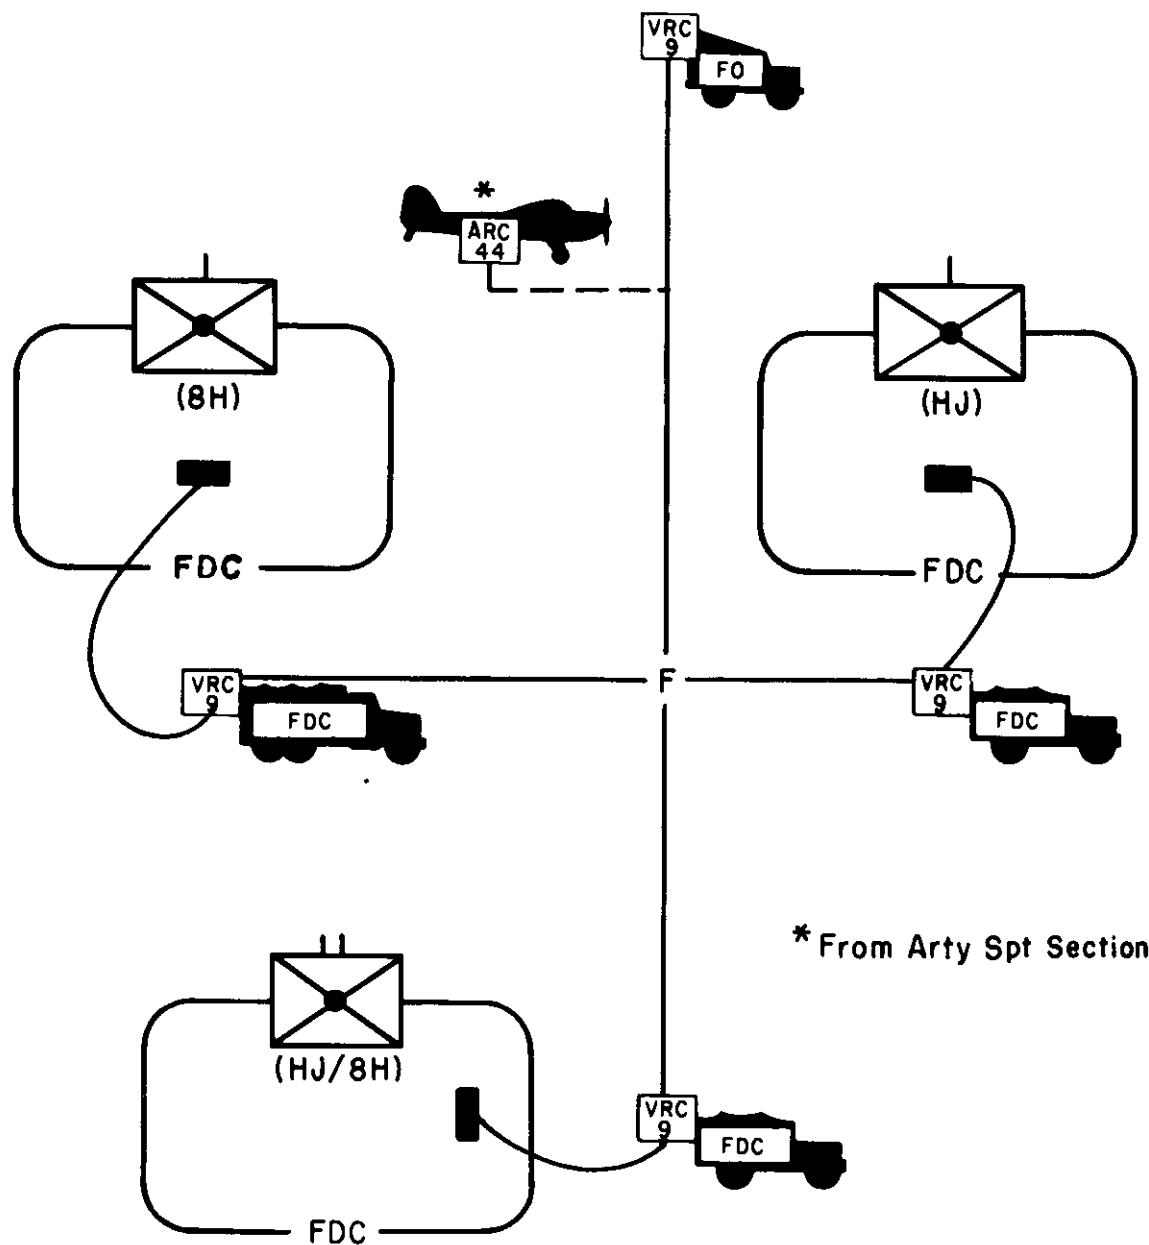 VRC
9
FO
*
ARC
44
(8H)
(HJ)
FDC
FDC
VRC
9
FDC
F
VRC
9
FDC
* From Arty Spt Section
(HJ/8H)
VRC
9
FDC
FDC